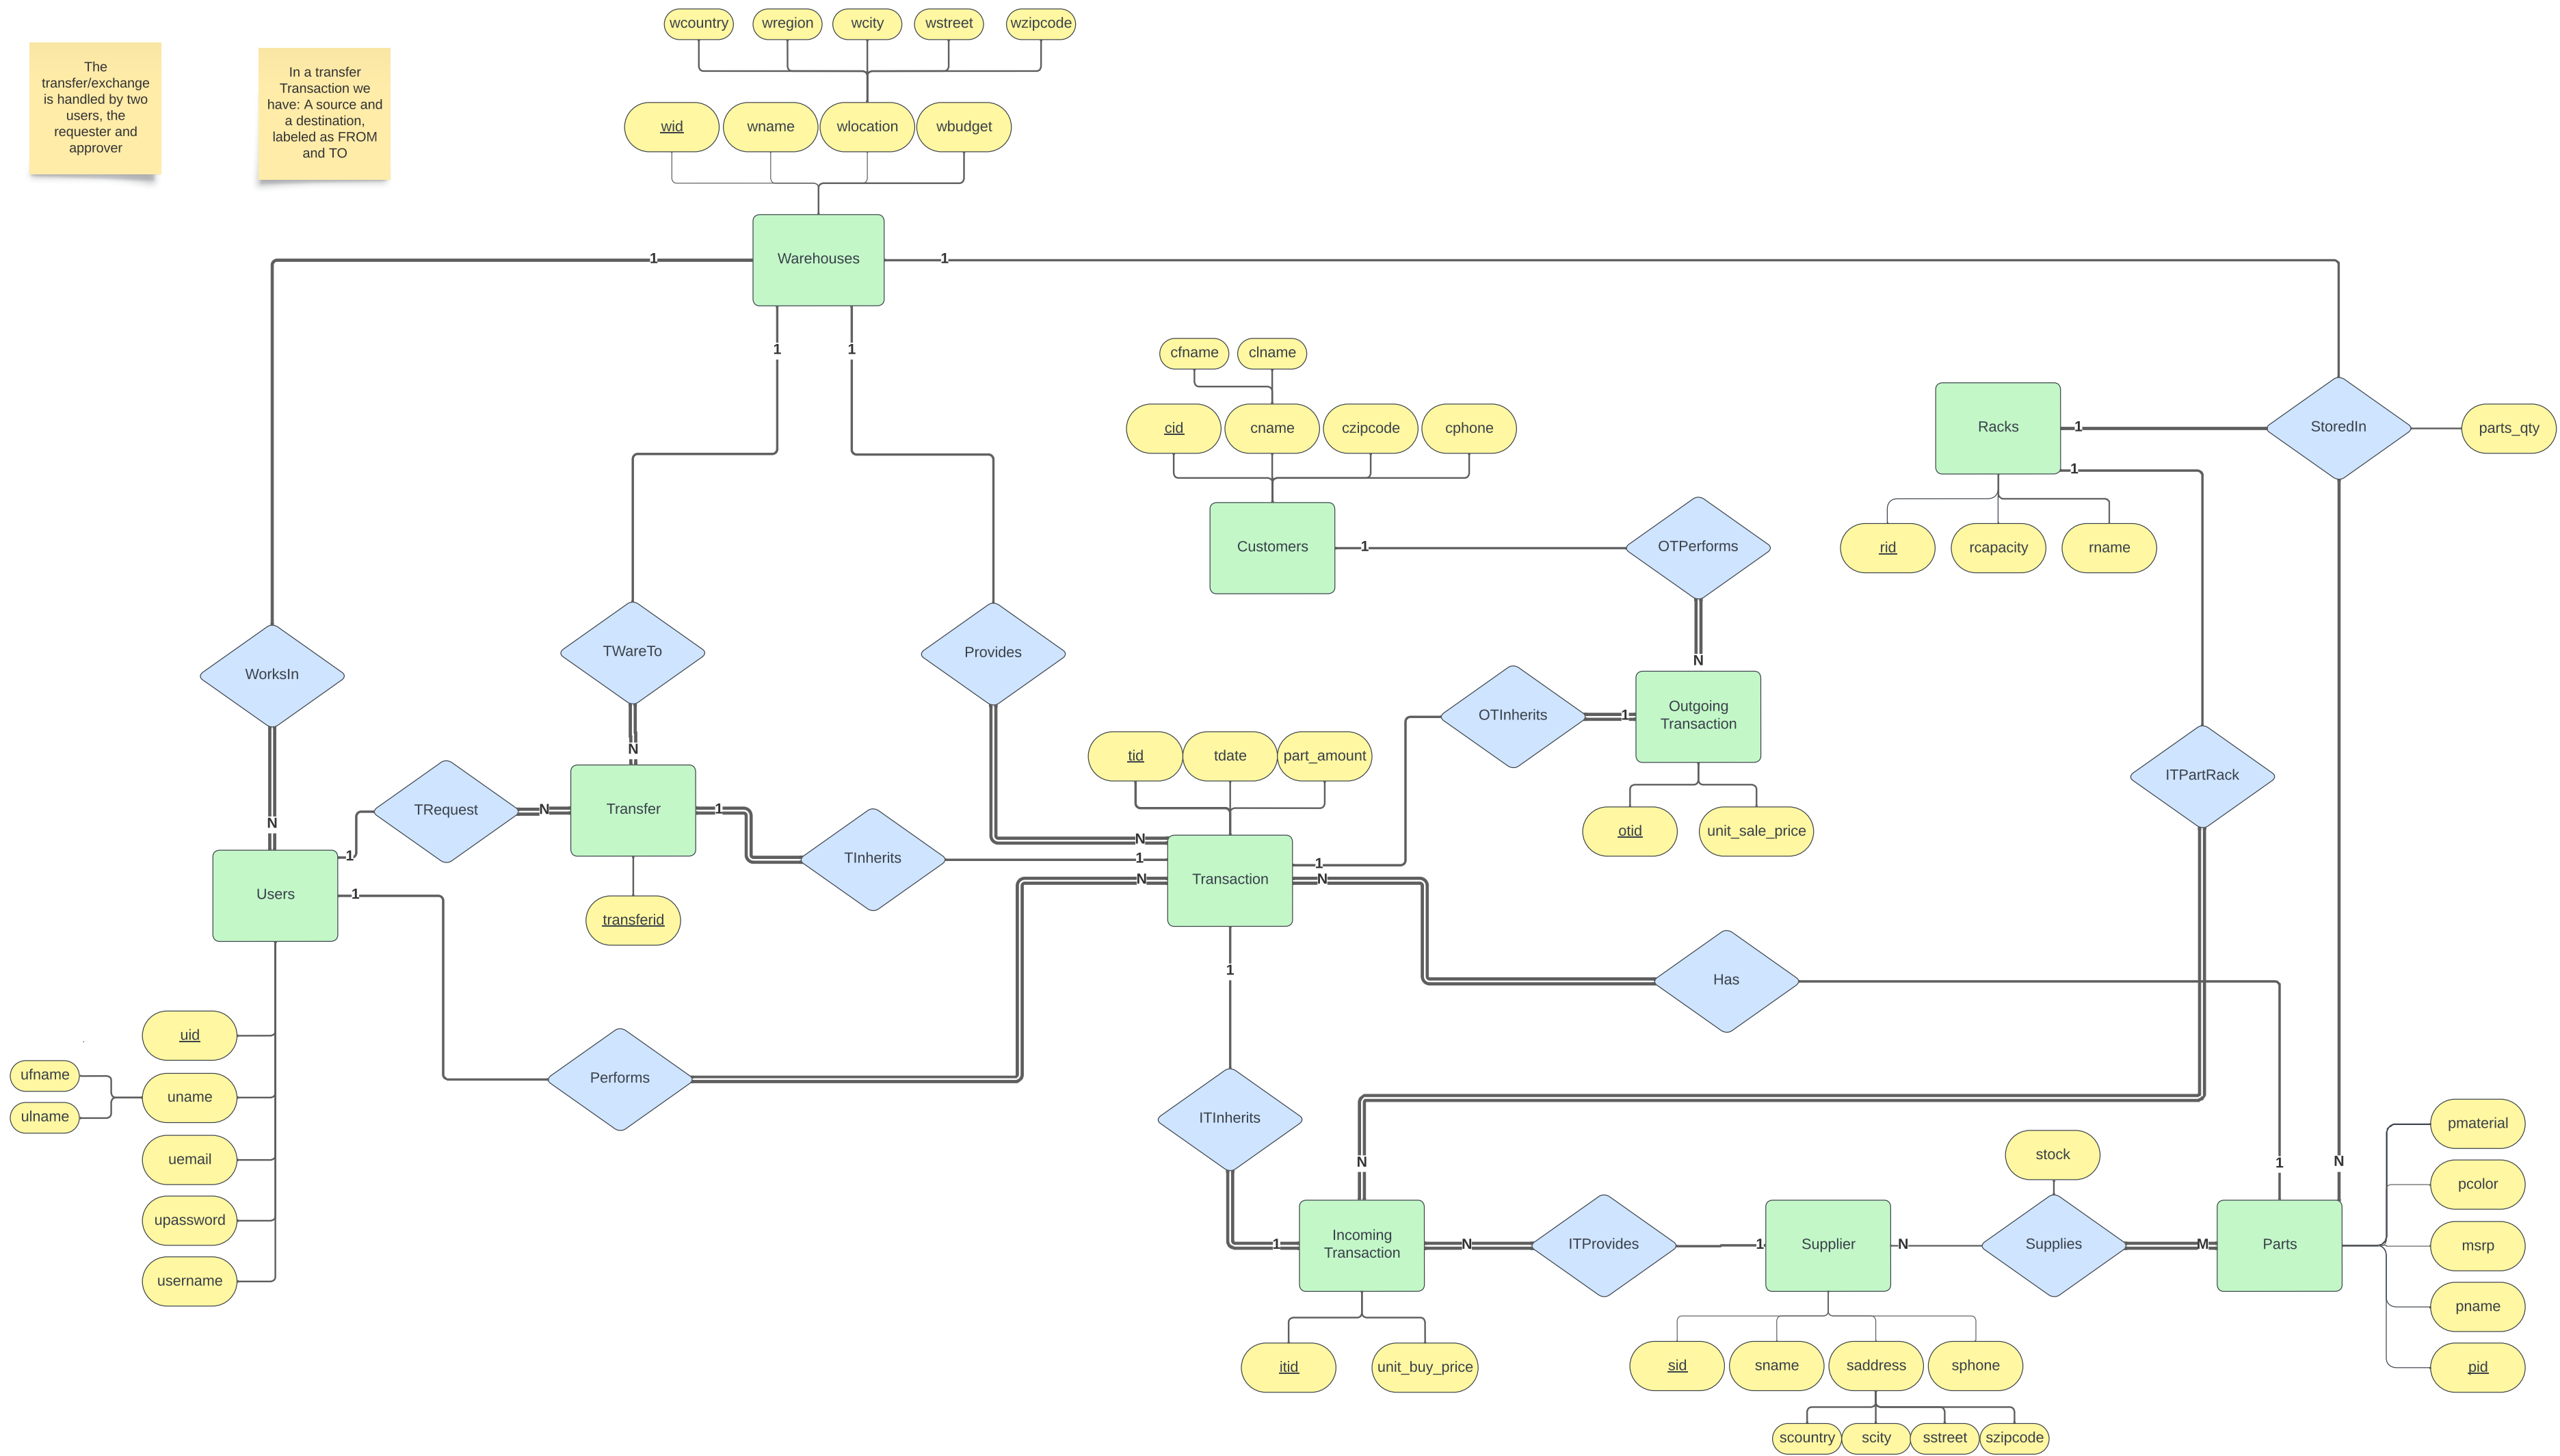 wcountry
wregion
wcity
wstreet
wzipcode
The
transfer/exchange
is handled by two
users, the
requester and
approver
In a transfer
Transaction we
have: A source and
a destination,
labeled as FROM
and TO
wid
wname
wlocation
wbudget
Warehouses
1
1
1
1
cfname
clname
cid
cname
czipcode
cphone
Customers
1
OTPerforms
N
Racks
1
1
StoredIn
parts_qty
rid
rcapacity
rname
WorksIn
N
TWareTo
N
Provides
N
OTInherits
1
Outgoing
Transaction
otid
unit_sale_price
ITPartRack
N
tid
tdate
part_amount
TRequest
N
1
Transfer
1
transferid
TInherits
1
N
Transaction
1
N
1
Users
1
Has
1
N
uid
ufname
ulname
uname
uemail
upassword
username
Performs
ITInherits
1
Incoming
Transaction
N
ITProvides
1
Supplier
N
stock
Supplies
M
Parts
pmaterial
pcolor
msrp
pname
pid
itid
unit_buy_price
sid
sname
saddress
sphone
scountry
scity
sstreet
szipcode